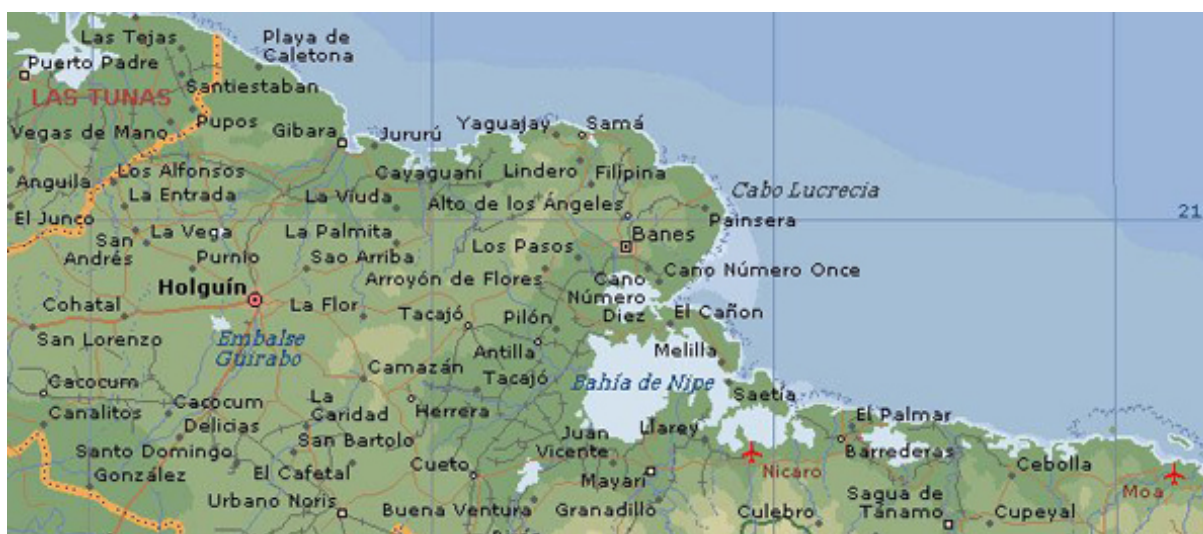 Las Tejas
Playa de
Caletona
Puerto Padre
Santiestaban
LAS TUNAS
Vegas de Mano
Pupos
Gibara
Jururú
Yaguajay
Samá
Anguila
Los Alfonsos
Cayaguaní
Lindero
Filipina
La Entrada
La Viuda
Alto de los Ángeles
Cabo Lucrecia
El Junco
Painsera
21
San
Andrés
La Vega
La Palmita
Los Pasos
Banes
Purnio
Sao Arriba
Arroyón de Flores
Cano
Número
Diez
Cano Número Once
Holguín
Cohatal
La Flor
Tacajó
Pilón
El Cañon
San Lorenzo
Embalse
Guirabo
Antilla
Melilla
Camazán
Tacajó
Bahía de Nipe
Saetía
Cacocum
Canalitos
Cacocum
La
Caridad
Herrera
El Palmar
Delicias
San Bartolo
Juan
Vicente
Llarey
Barrederas
Santo Domingo
González
El Cafetal
Cueto
Mayari
Nicaro
Cebolla
Moa
Urbano Noris
Buena Ventura
Granadillo
Culebro
Sagua de
Tánamo
Cupeyal